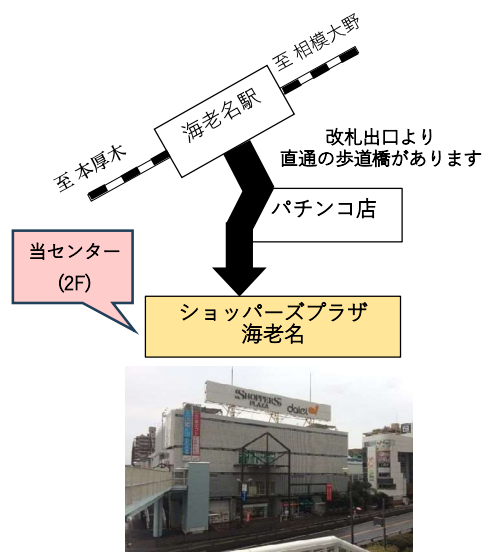 至 相模大野
海老名駅
至 本厚木
改札出口より
直通の歩道橋があります
パチンコ店
当センター
(2F)
ショッパーズプラザ
海老名
SHOPPERS
PLAZA
daiei